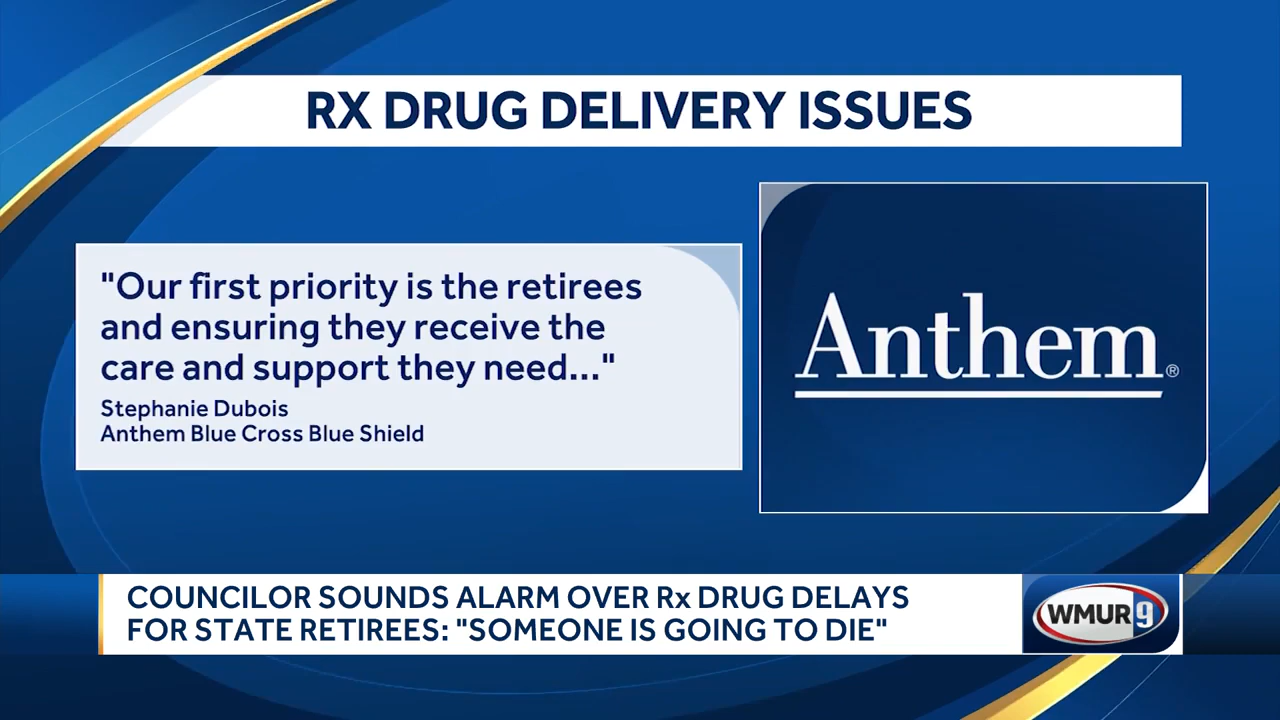 RX DRUG DELIVERY ISSUES
"Our first priority is the retirees
and ensuring they receive the
care and support they need..."
Stephanie Dubois
Anthem Blue Cross Blue Shield
Anthem®
COUNCILOR SOUNDS ALARM OVER Rx DRUG DELAYS
FOR STATE RETIREES: "SOMEONE IS GOING TO DIE"
WMUR 9